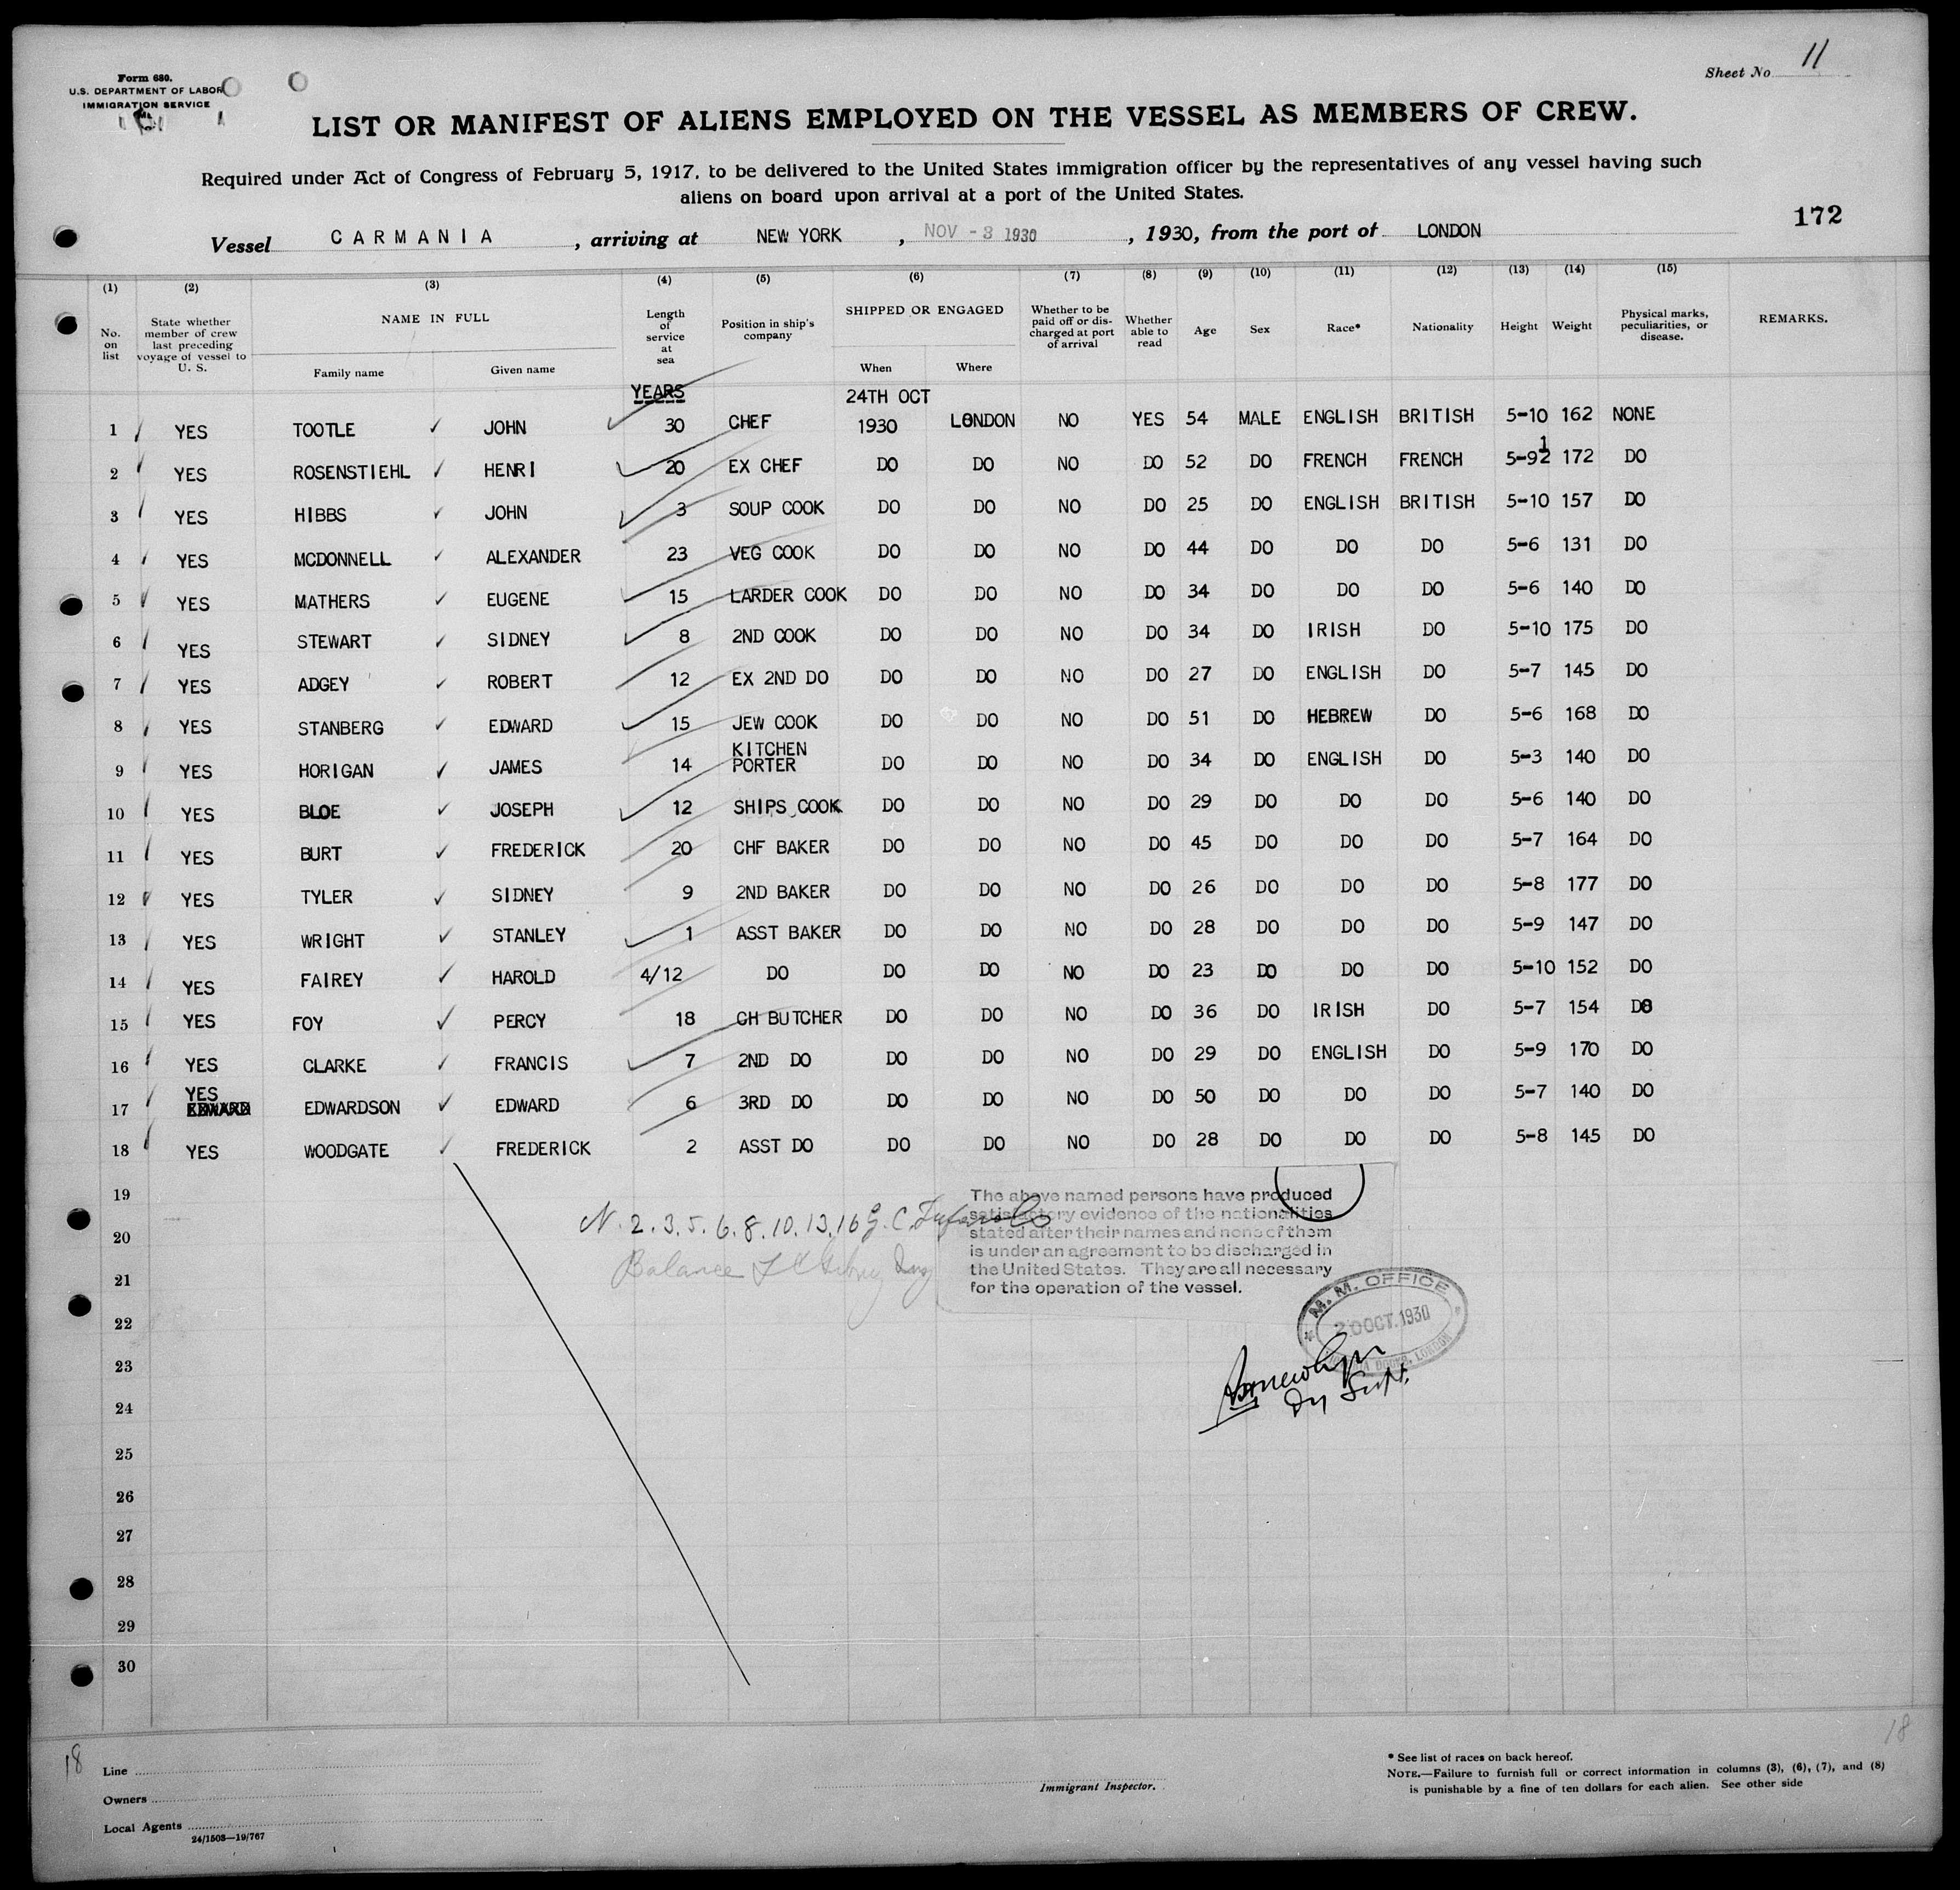 Form 680.
U.S. DEPARTMENT OF LABOR
IMMIGRATION SERVICE
Sheet No 11
LIST OR MANIFEST OF ALIENS EMPLOYED ON THE VESSEL AS MEMBERS OF CREW.
Required under Act of Congress of February 5, 1917, to be delivered to the United States immigration officer by the representatives of any vessel having such
aliens on board upon arrival at a port of the United States.
172
Vessel CARMANIA, arriving at NEW YORK, NOV - 3 1930, 1930, from the port of LONDON
(1) (2) (3) (4) (5) (6) (7) (8) (9) (10) (11) (12) (13) (14) (15)
No. on list
State whether member of crew last preceding voyage of vessel to U. S.
NAME IN FULL
Family name
Given name
Length of service at sea
Position in ship's company
SHIPPED OR ENGAGED
When
Where
Whether to be paid off or discharged at port of arrival
Whether able to read
Age
Sex
Race*
Nationality
Height
Weight
Physical marks, peculiarities, or disease.
REMARKS.
YEARS 24TH OCT
1 YES TOOTLE JOHN 30 CHEF 1930 LONDON NO YES 54 MALE ENGLISH BRITISH 5-10 162 NONE
2 YES ROSENSTIEHL HENRI 20 EX CHEF DO DO NO DO 52 DO FRENCH FRENCH 5-9½ 172 DO
3 YES HIBBS JOHN 3 SOUP COOK DO DO NO DO 25 DO ENGLISH BRITISH 5-10 157 DO
4 YES MCDONNELL ALEXANDER 23 VEG COOK DO DO NO DO 44 DO DO DO 5-6 131 DO
5 YES MATHERS EUGENE 15 LARDER COOK DO DO NO DO 34 DO DO DO 5-6 140 DO
6 YES STEWART SIDNEY 8 2ND COOK DO DO NO DO 34 DO IRISH DO 5-10 175 DO
7 YES ADGEY ROBERT 12 EX 2ND DO DO DO NO DO 27 DO ENGLISH DO 5-7 145 DO
8 YES STANBERG EDWARD 15 JEW COOK DO DO NO DO 51 DO HEBREW DO 5-6 168 DO
9 YES HORIGAN JAMES 14 KITCHEN PORTER DO DO NO DO 34 DO ENGLISH DO 5-3 140 DO
10 YES BLOE JOSEPH 12 SHIPS COOK DO DO NO DO 29 DO DO DO 5-6 140 DO
11 YES BURT FREDERICK 20 CHF BAKER DO DO NO DO 45 DO DO DO 5-7 164 DO
12 YES TYLER SIDNEY 9 2ND BAKER DO DO NO DO 26 DO DO DO 5-8 177 DO
13 YES WRIGHT STANLEY 1 ASST BAKER DO DO NO DO 28 DO DO DO 5-9 147 DO
14 YES FAIREY HAROLD 4/12 DO DO DO NO DO 23 DO DO DO 5-10 152 DO
15 YES FOY PERCY 18 CH BUTCHER DO DO NO DO 36 DO IRISH DO 5-7 154 DO
16 YES CLARKE FRANCIS 7 2ND DO DO DO NO DO 29 DO ENGLISH DO 5-9 170 DO
17 YES EDWARDSON EDWARD 6 3RD DO DO DO NO DO 50 DO DO DO 5-7 140 DO
18 YES WOODGATE FREDERICK 2 ASST DO DO DO NO DO 28 DO DO DO 5-8 145 DO
19
20
21
22
23
24
25
26
27
28
29
30
N. 2. 3. 5. 6. 8. 10. 13. 16
Balance
The above named persons have produced
satisfactory evidence of the nationalities
stated after their names and none of them
is under an agreement to be discharged in
the United States. They are all necessary
for the operation of the vessel.
M. M. OFFICE
20 OCT. 1930
DOCKS, LONDON
Dy Supt.
18
18
Line
Owners
Local Agents
24/1503—19/767
Immigrant Inspector.
* See list of races on back hereof.
NOTE.—Failure to furnish full or correct information in columns (3), (6), (7), and (8)
is punishable by a fine of ten dollars for each alien. See other side